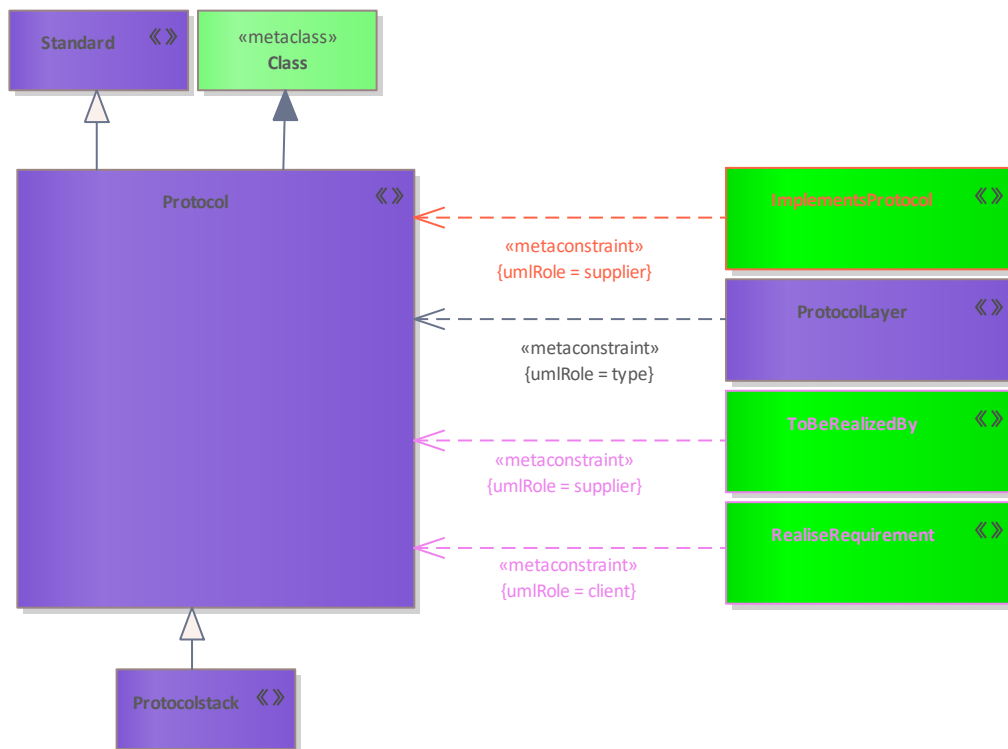 Standard «»
«metaclass»
Class
Protocol «»
ImplementsProtocol «»
«metaconstraint»
{umlRole = supplier}
ProtocolLayer «»
«metaconstraint»
{umlRole = type}
ToBeRealizedBy «»
«metaconstraint»
{umlRole = supplier}
RealiseRequirement «»
«metaconstraint»
{umlRole = client}
Protocolstack «»